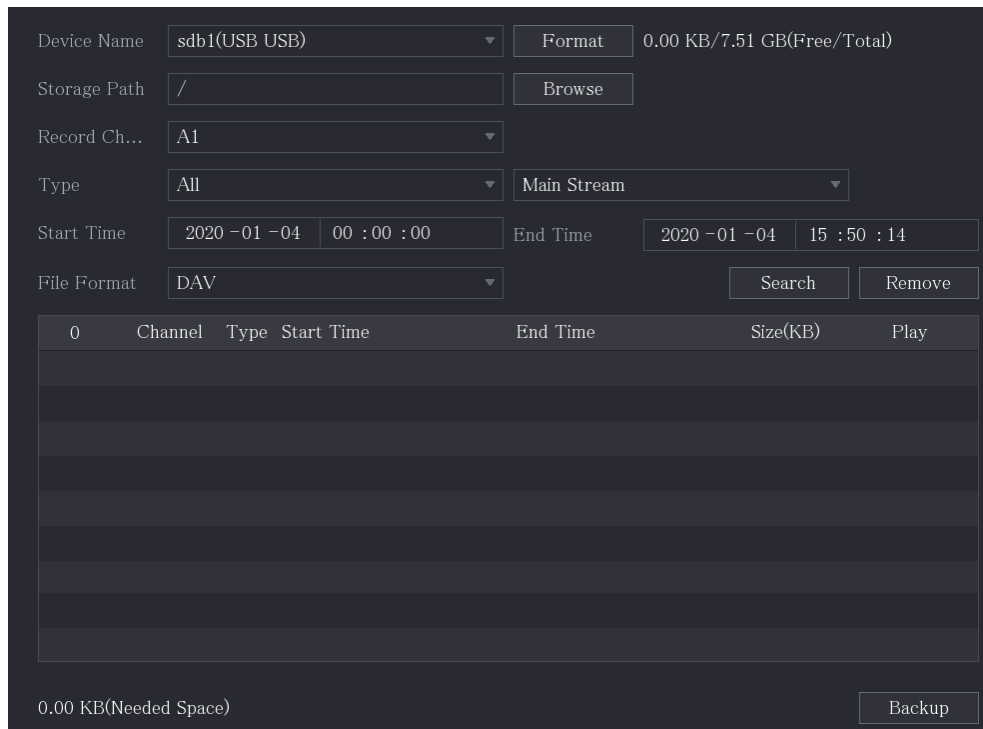 Device Name sdb1(USB USB) Format 0.00 KB/7.51 GB(Free/Total)
Storage Path / Browse
Record Ch... A1
Type All Main Stream
Start Time 2020 -01 -04 00 :00 :00 End Time 2020 -01 -04 15 :50 :14
File Format DAV Search Remove
0 Channel Type Start Time End Time Size(KB) Play
0.00 KB(Needed Space) Backup